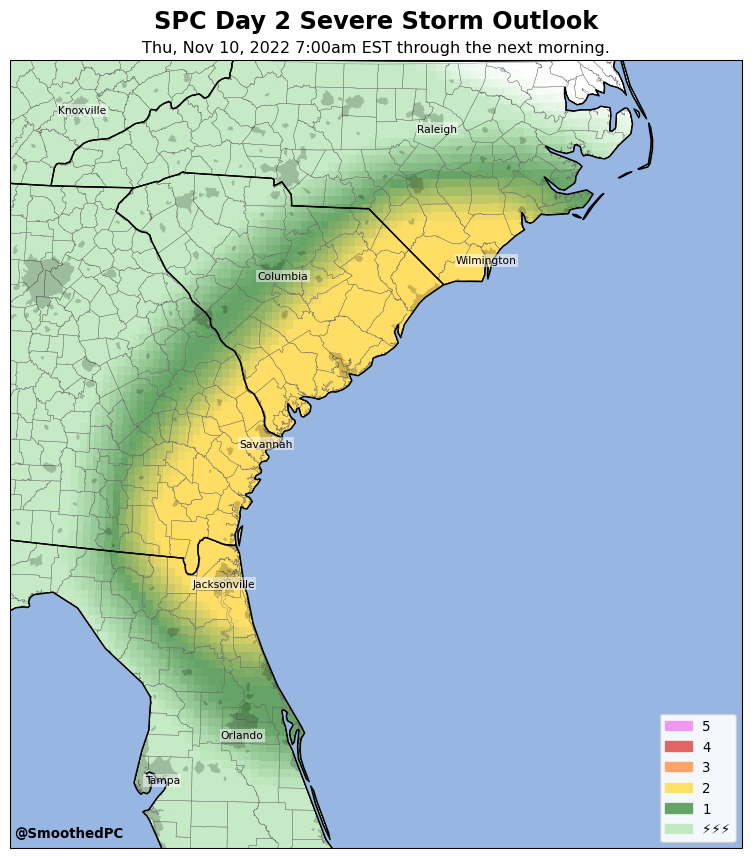 SPC Day 2 Severe Storm Outlook
Thu, Nov 10, 2022 7:00am EST through the next morning.
Knoxville
Raleigh
Wilmington
Columbia
Savannah
Jacksonville
Orlando
Tampa
5
4
3
2
1
⚡⚡⚡
@SmoothedPC